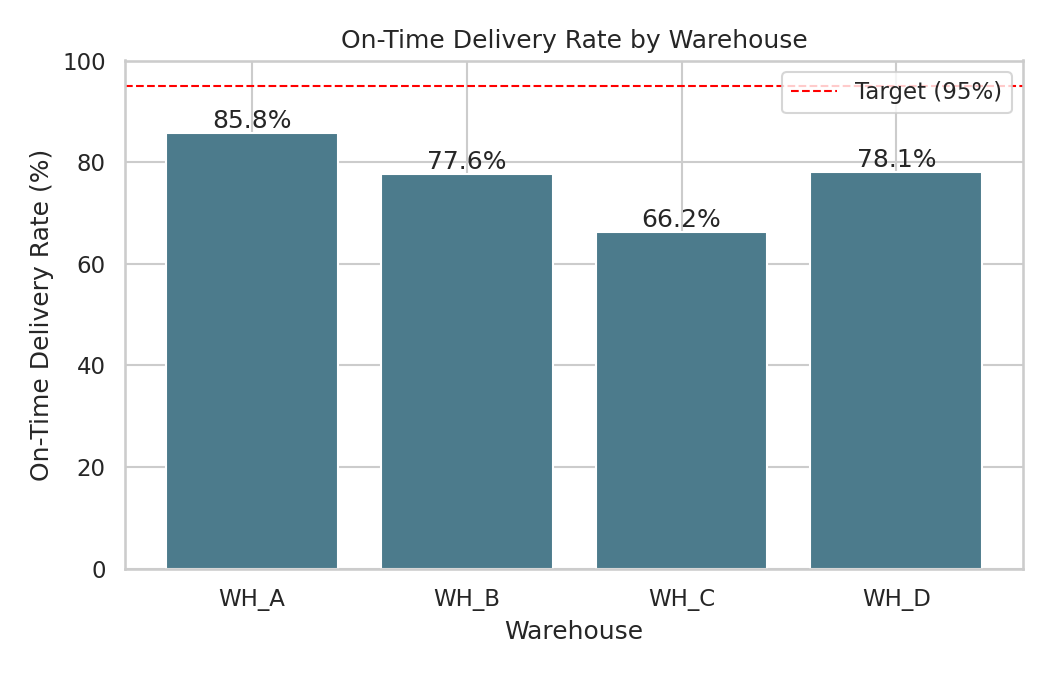 On-Time Delivery Rate by Warehouse
100
80
60
40
20
0
On-Time Delivery Rate (%)
Target (95%)
85.8%
77.6%
66.2%
78.1%
WH_A
WH_B
WH_C
WH_D
Warehouse